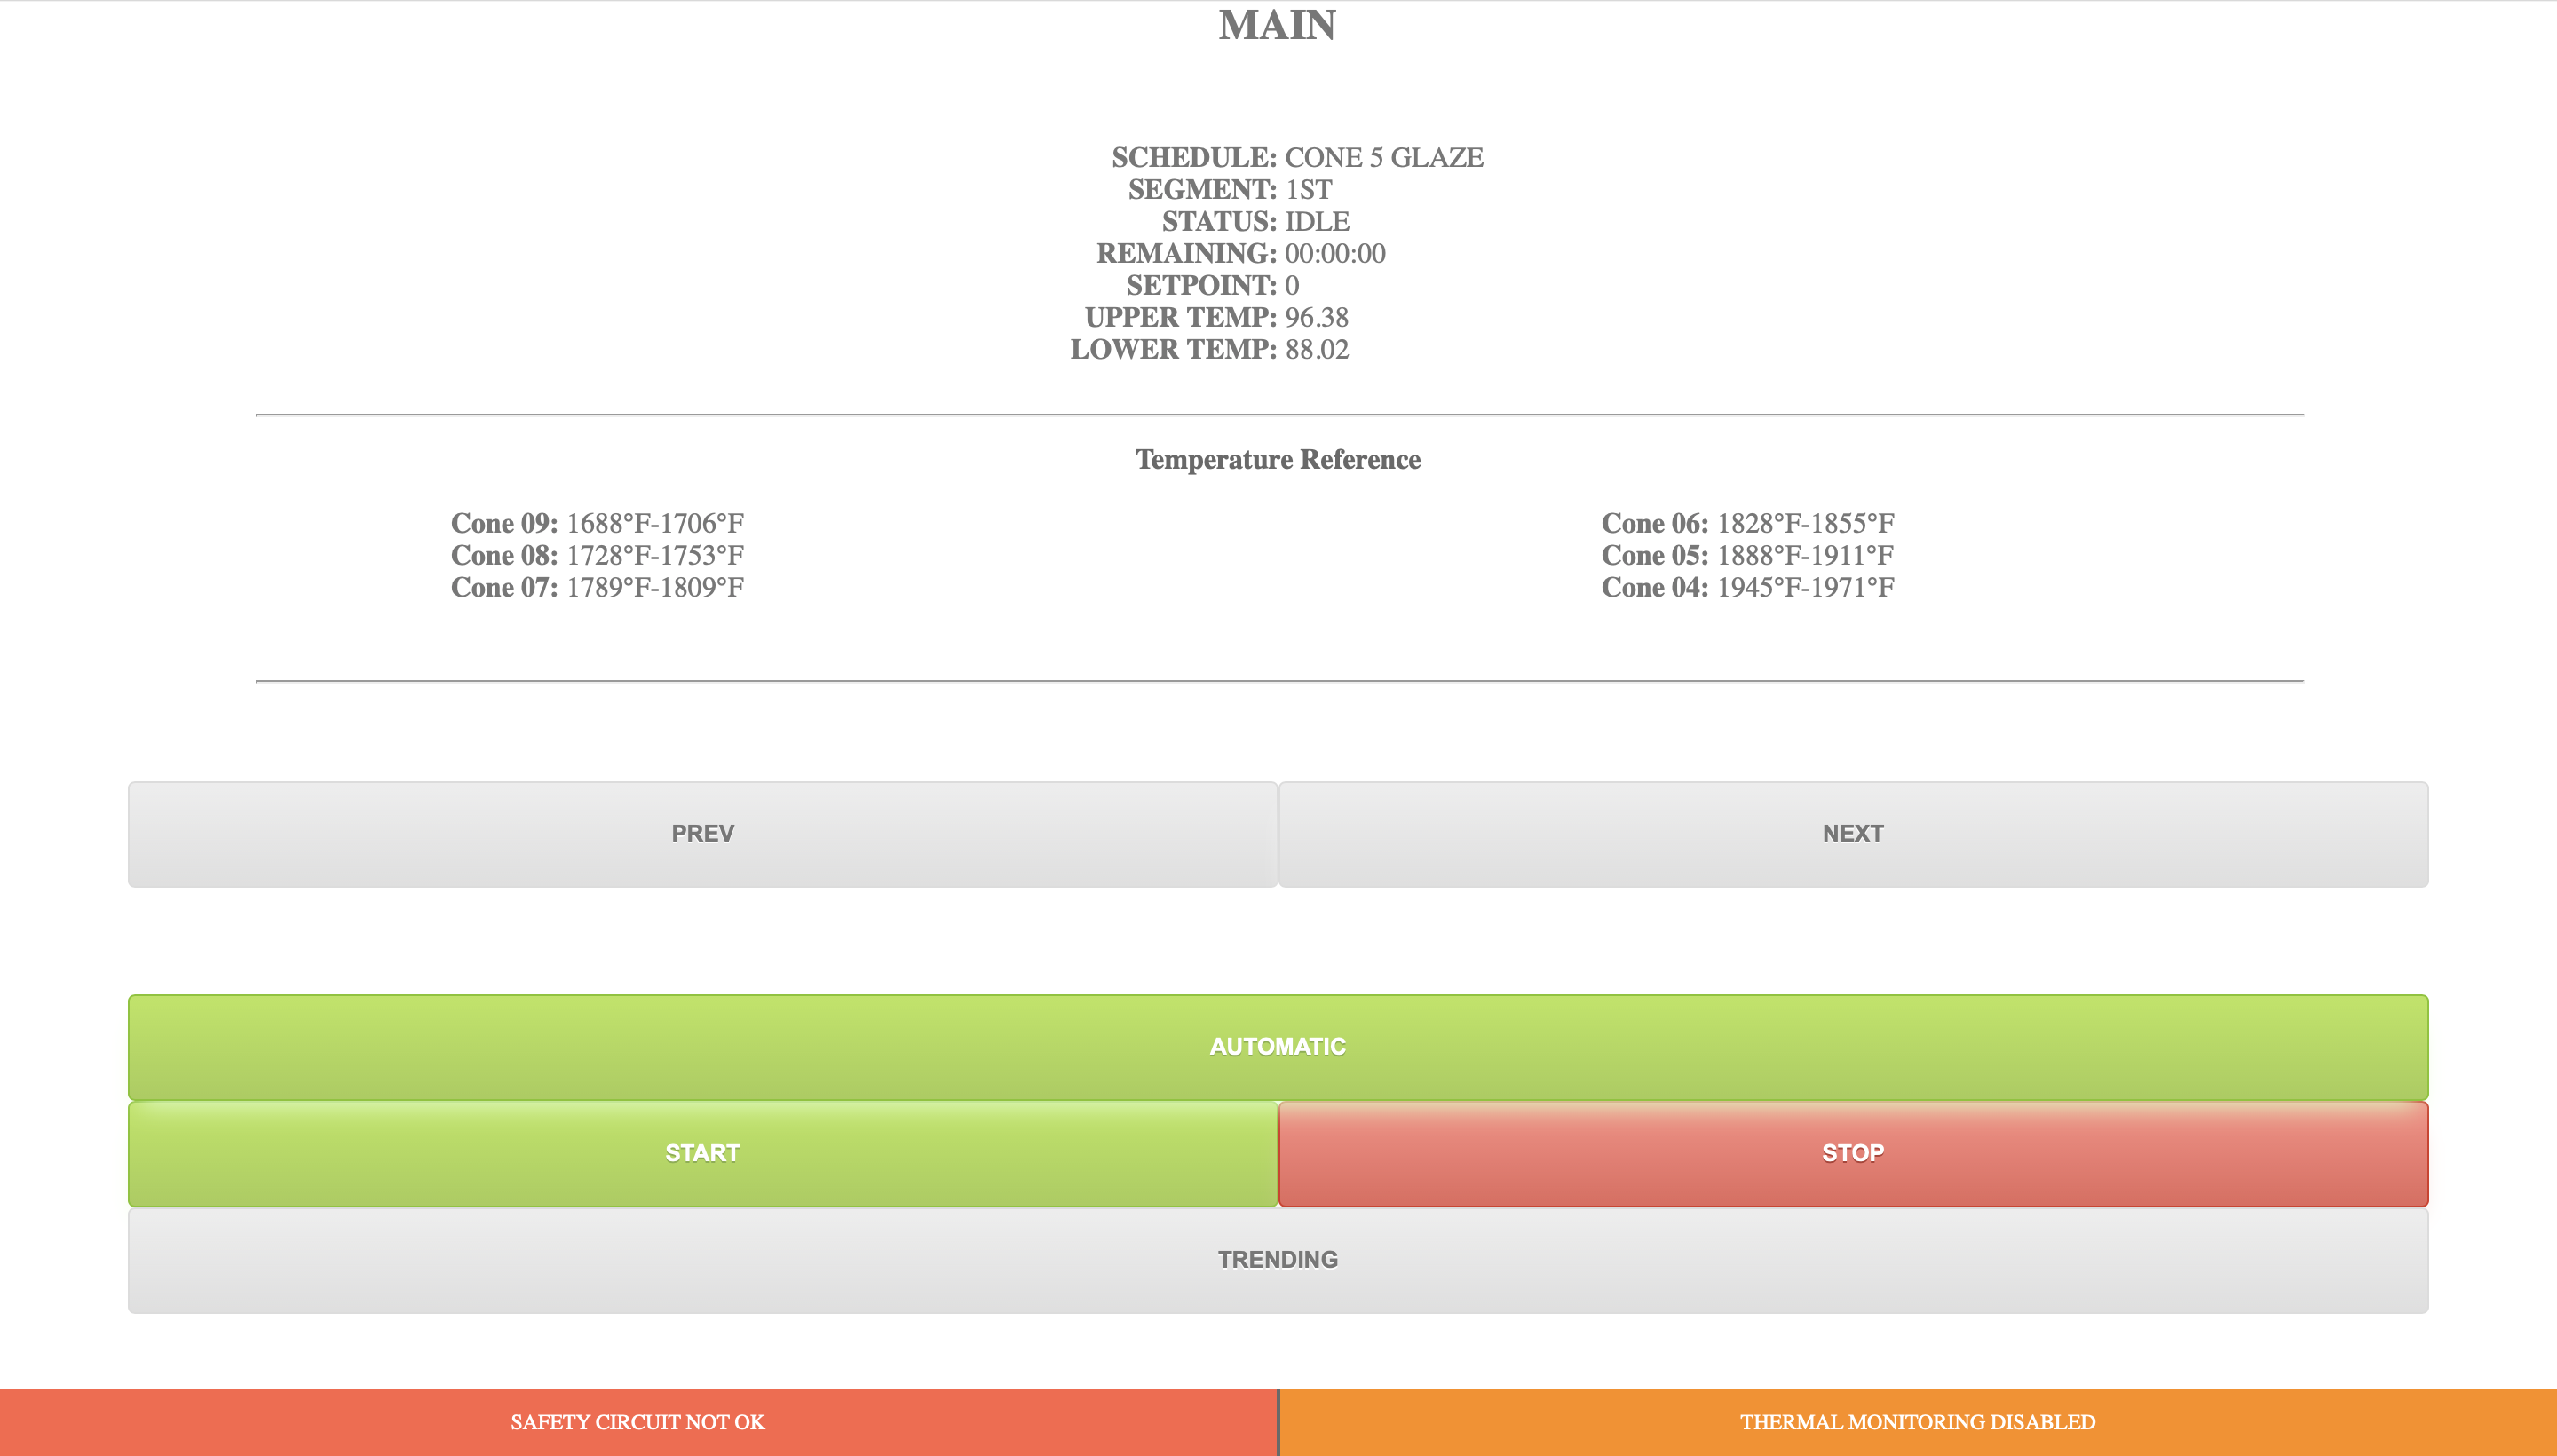 MAIN
SCHEDULE: CONE 5 GLAZE
SEGMENT: 1ST
STATUS: IDLE
REMAINING: 00:00:00
SETPOINT: 0
UPPER TEMP: 96.38
LOWER TEMP: 88.02
Temperature Reference
Cone 09: 1688°F-1706°F
Cone 08: 1728°F-1753°F
Cone 07: 1789°F-1809°F
Cone 06: 1828°F-1855°F
Cone 05: 1888°F-1911°F
Cone 04: 1945°F-1971°F
PREV
NEXT
AUTOMATIC
START
STOP
TRENDING
SAFETY CIRCUIT NOT OK
THERMAL MONITORING DISABLED